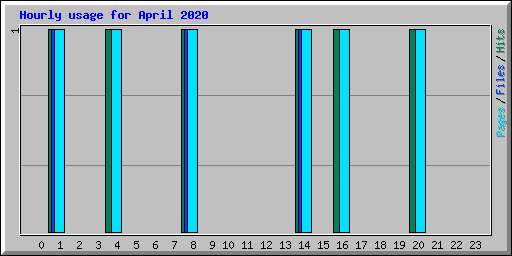 Hourly usage for April 2020
1
Pages/Files/Hits
0 1 2 3 4 5 6 7 8 9 10 11 12 13 14 15 16 17 18 19 20 21 22 23